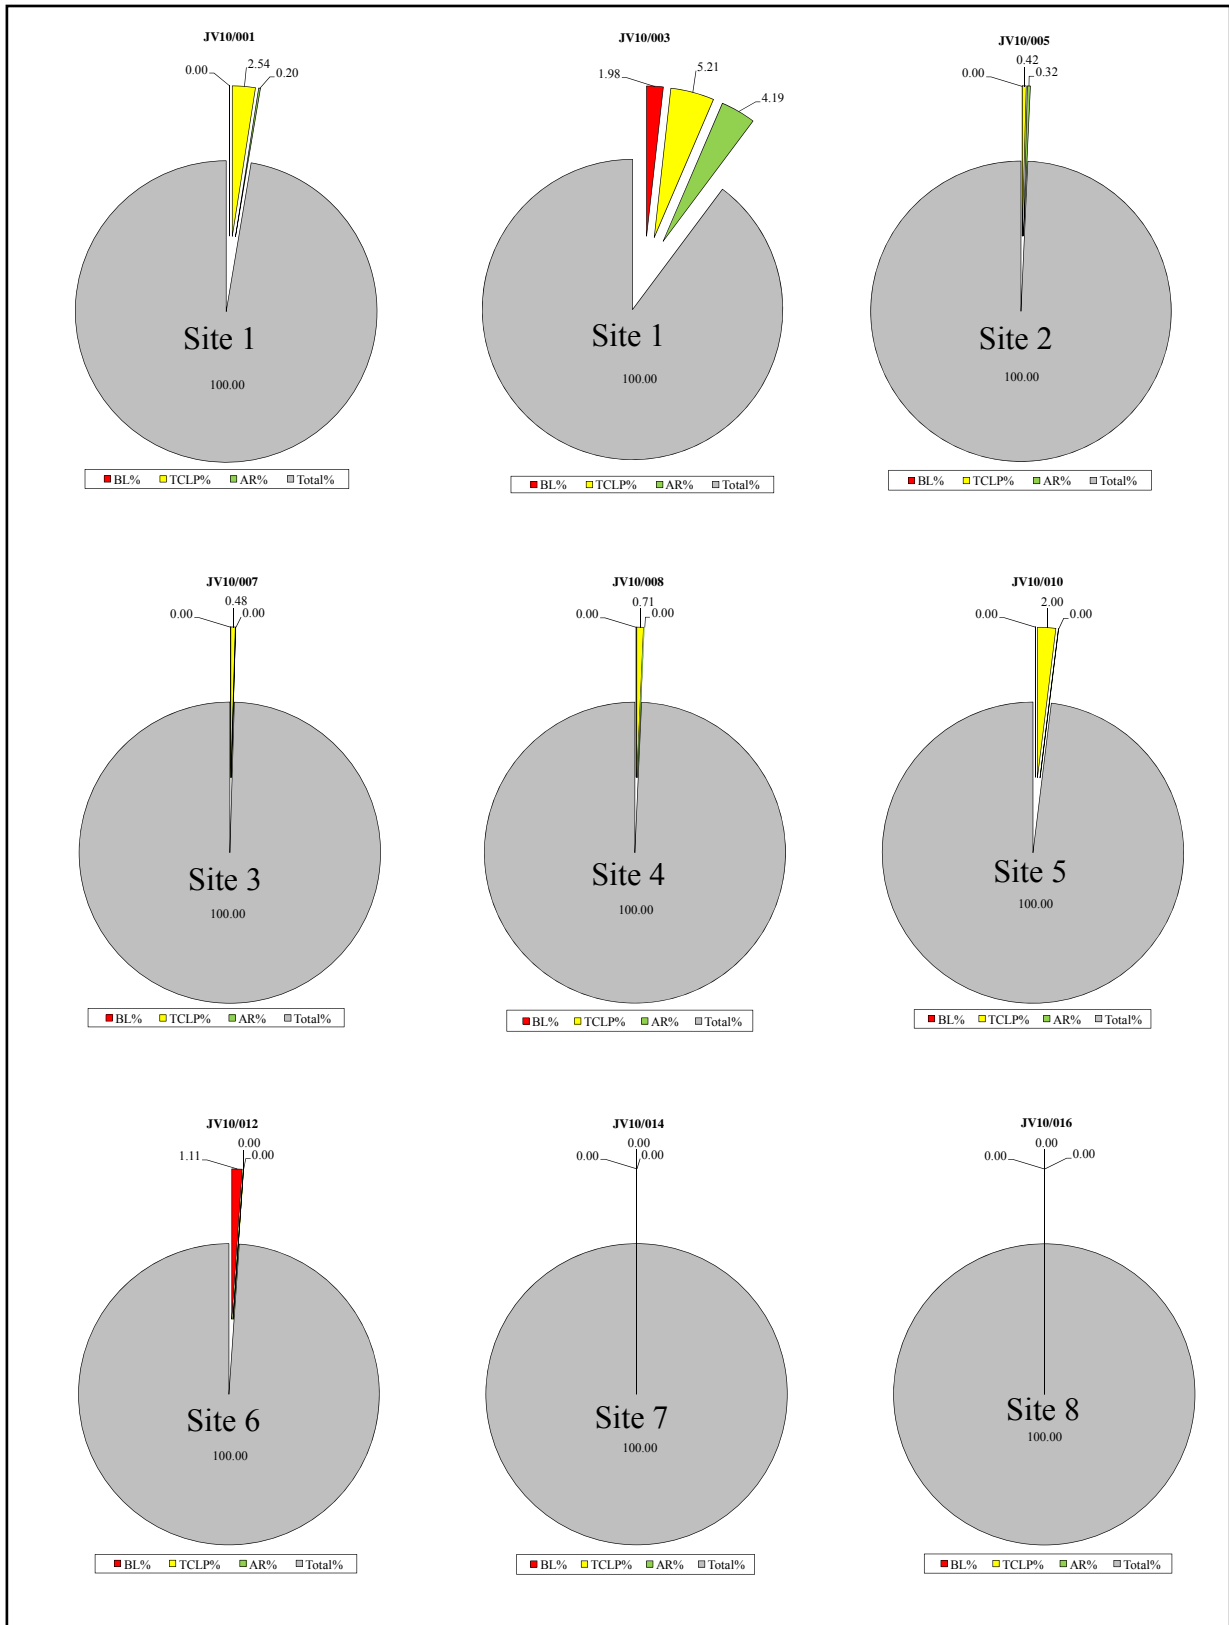 JV10/001
0.00
2.54
0.20
Site 1
100.00
BL% TCLP% AR% Total%
JV10/003
1.98
5.21
4.19
Site 1
100.00
BL% TCLP% AR% Total%
JV10/005
0.00
0.42
0.32
Site 2
100.00
BL% TCLP% AR% Total%
JV10/007
0.00
0.48
0.00
Site 3
100.00
BL% TCLP% AR% Total%
JV10/008
0.00
0.71
0.00
Site 4
100.00
BL% TCLP% AR% Total%
JV10/010
0.00
2.00
0.00
Site 5
100.00
BL% TCLP% AR% Total%
JV10/012
1.11
0.00
0.00
Site 6
100.00
BL% TCLP% AR% Total%
JV10/014
0.00
0.00
0.00
Site 7
100.00
BL% TCLP% AR% Total%
JV10/016
0.00
0.00
0.00
Site 8
100.00
BL% TCLP% AR% Total%